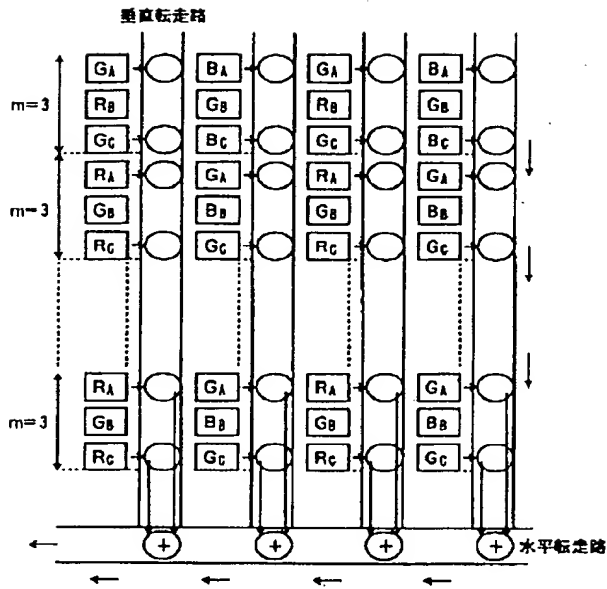 垂直転走路
GA BA GA BA
m=3 RB GB RB GB
GC BC GC BC
RA GA RA GA
m=3 GB BB GB BB
RC GC RC GC
RA GA RA GA
m=3 GB BB GB BB
RC GC RC GC
+ + + + 水平転走路